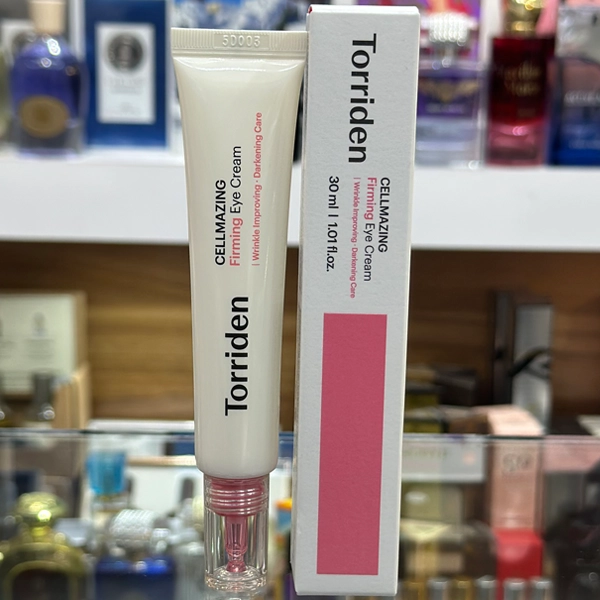 50003
CELLMAZING
Firming Eye Cream
| Wrinkle Improving · Darkening Care
Torriden
Torriden
CELLMAZING
Firming Eye Cream
| Wrinkle Improving · Darkening Care
30 ml | 1.01 fl.oz.